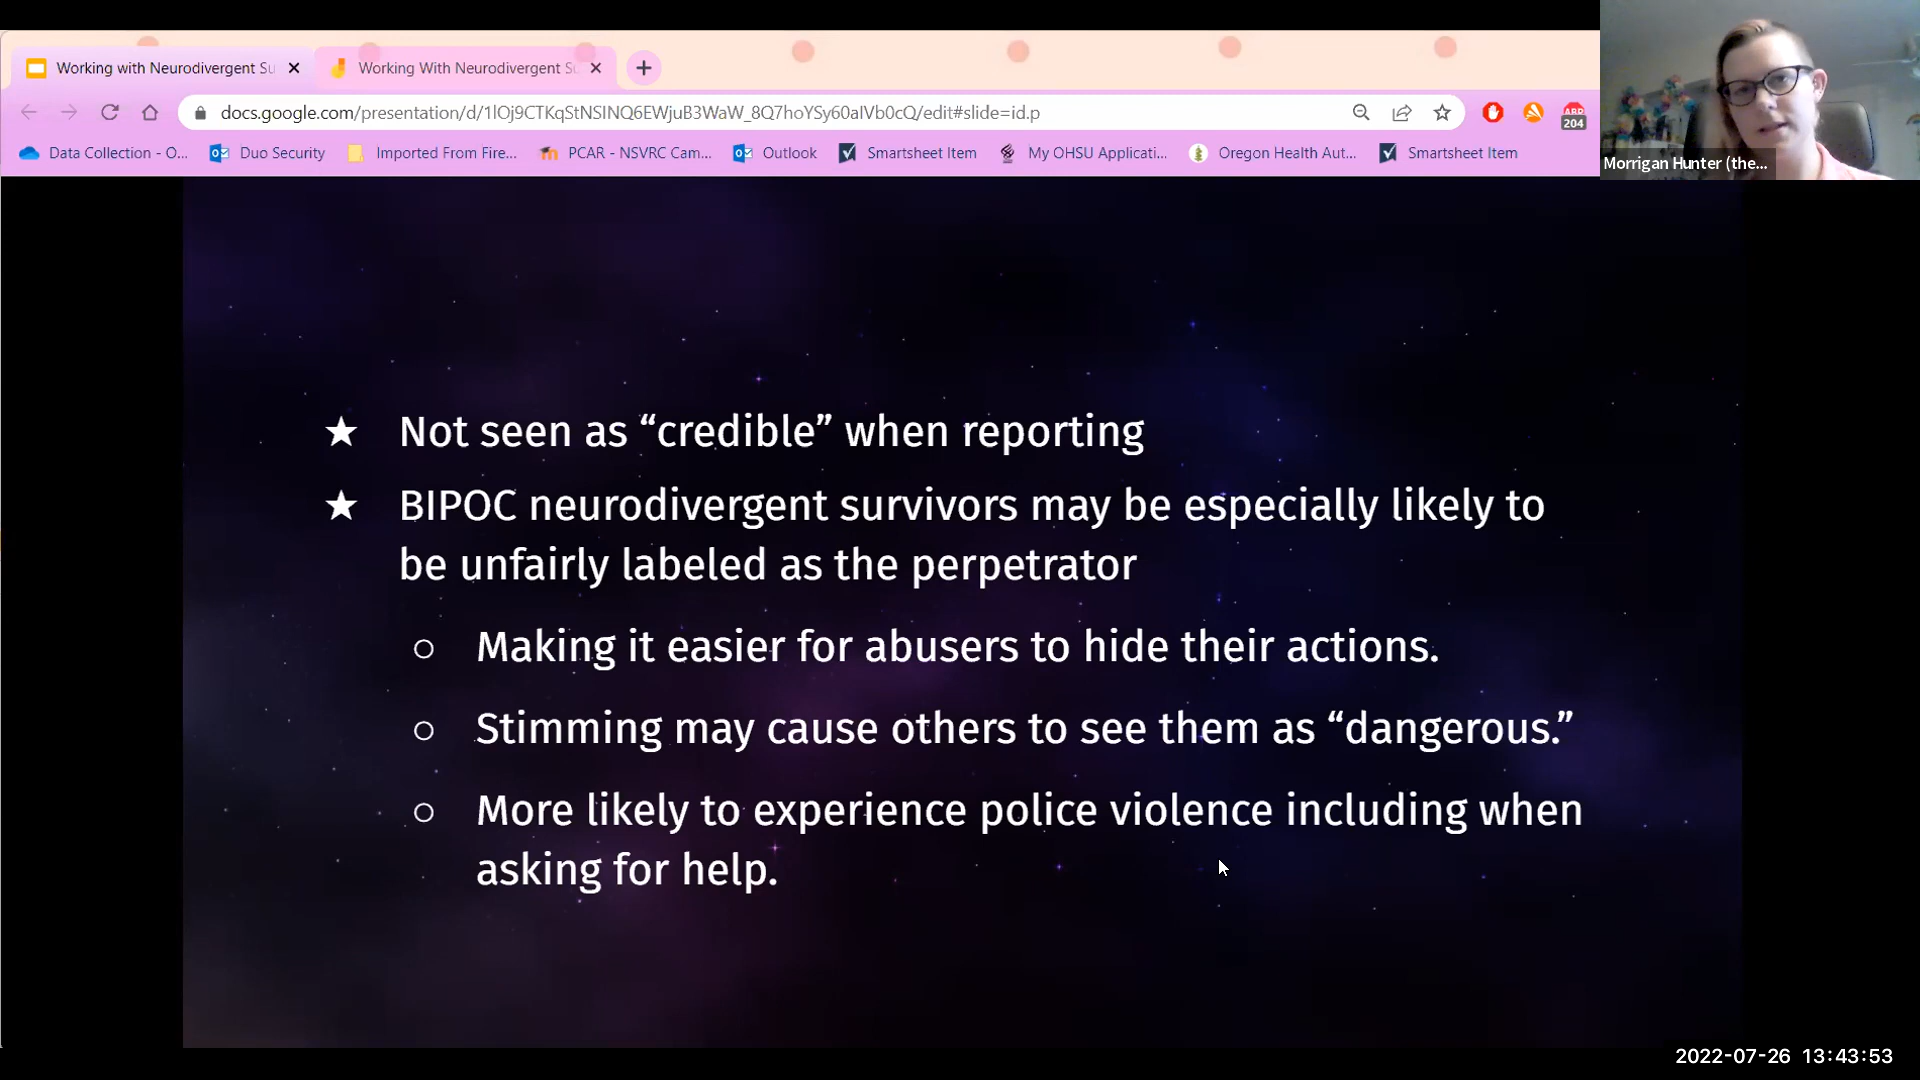 Working with Neurodivergent Su
Working With Neurodivergent S
docs.google.com/presentation/d/1lOj9CTKqStNSINQ6EWjuB3WaW_8Q7hoYSy60aIVb0cQ/edit#slide=id.p
ABP
204
Data Collection - O...
Duo Security
Imported From Fire...
PCAR - NSVRC Cam...
Outlook
Smartsheet Item
My OHSU Applicati...
Oregon Health Aut...
Smartsheet Item
Morrigan Hunter (the...
★ Not seen as “credible” when reporting
★ BIPOC neurodivergent survivors may be especially likely to
be unfairly labeled as the perpetrator
○ Making it easier for abusers to hide their actions.
○ Stimming may cause others to see them as “dangerous.”
○ More likely to experience police violence including when
asking for help.
2022-07-26 13:43:53